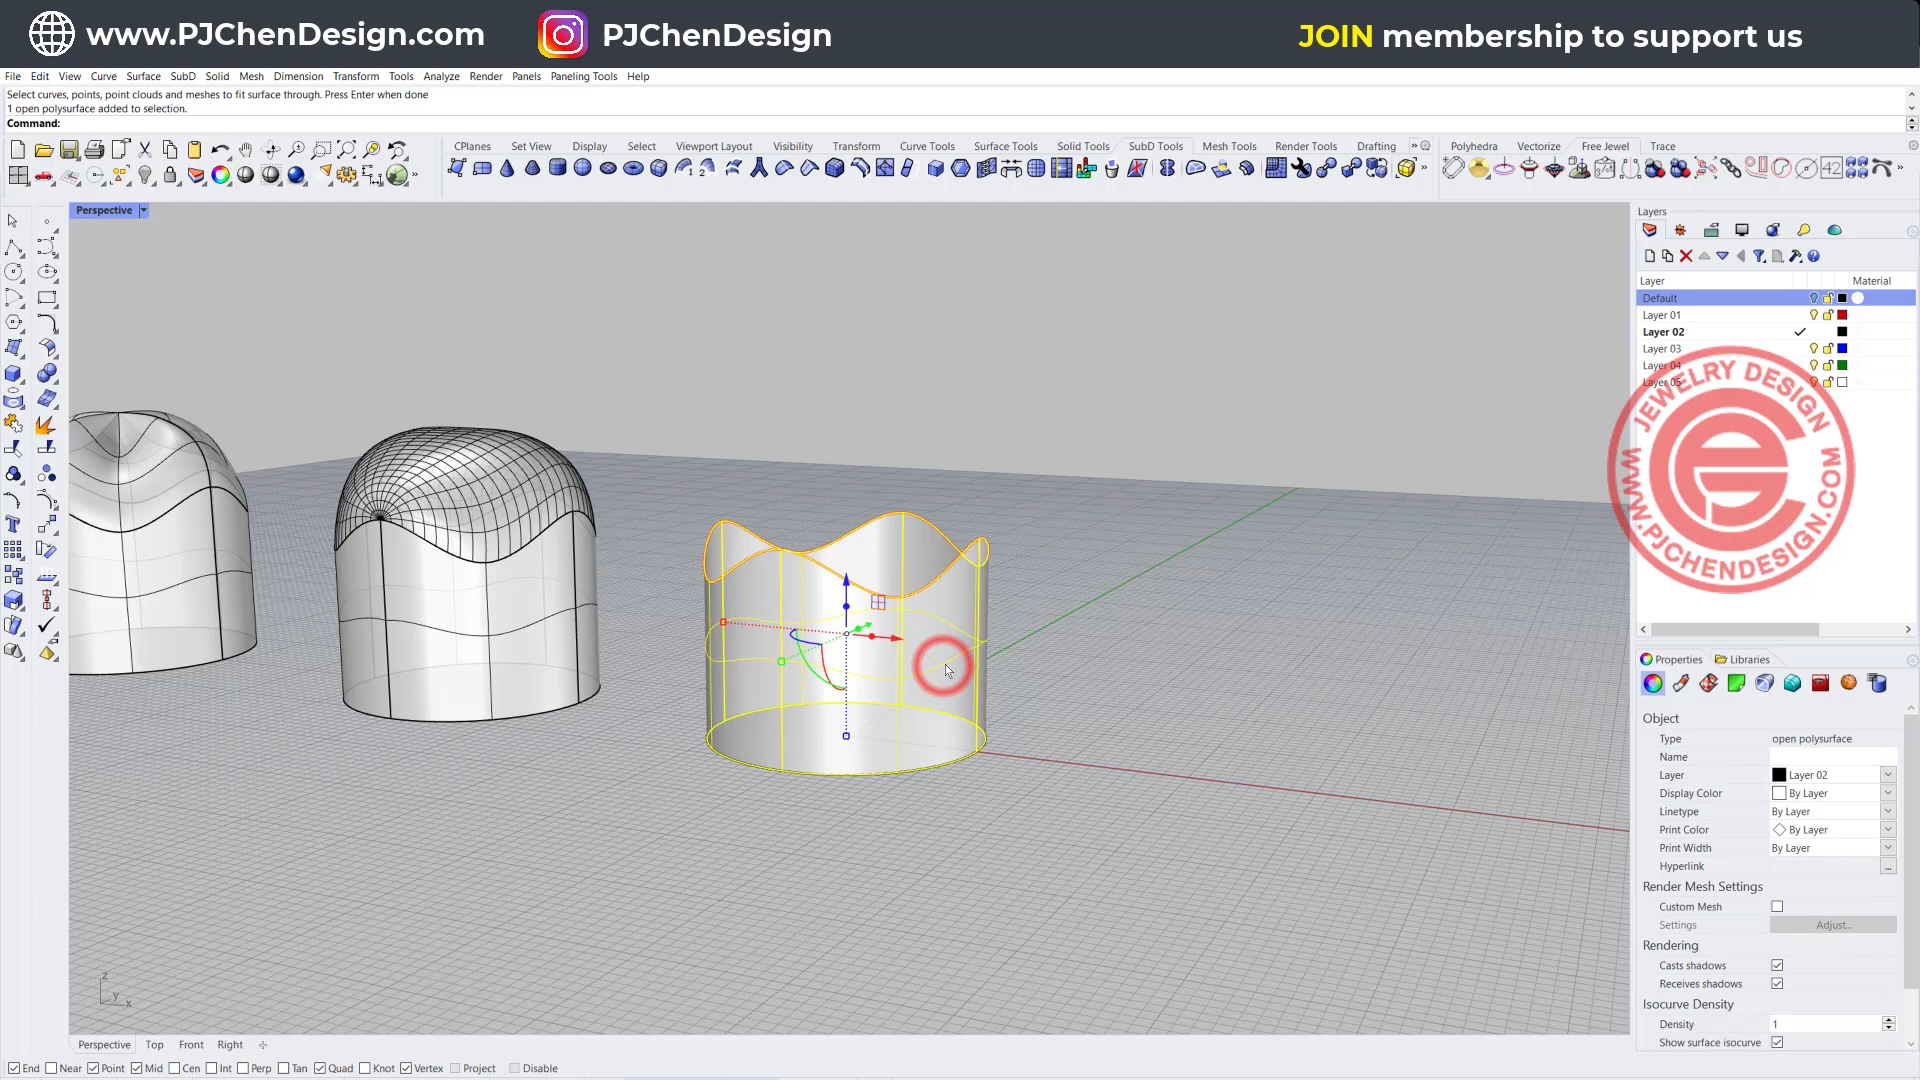 www.PJChenDesign.com PJChenDesign JOIN membership to support us
File Edit View Curve Surface SubD Solid Mesh Dimension Transform Tools Analyze Render Panels Paneling Tools Help
Select curves, points, point clouds and meshes to fit surface through. Press Enter when done
1 open polysurface added to selection.
Command:
CPlanes Set View Display Select Viewport Layout Visibility Transform Curve Tools Surface Tools Solid Tools SubD Tools Mesh Tools Render Tools Drafting » Polyhedra Vectorize Free Jewel Trace
42
Perspective
Layers
Layer Material
Default
Layer 01
Layer 02
Layer 03
Layer 04
Layer 05
JEWELRY DESIGN
WWW.PJCHENDESIGN.COM
Properties Libraries
Object
Type open polysurface
Name
Layer Layer 02
Display Color By Layer
Linetype By Layer
Print Color By Layer
Print Width By Layer
Hyperlink ...
Render Mesh Settings
Custom Mesh
Settings Adjust...
Rendering
Casts shadows
Receives shadows
Isocurve Density
Density 1
Show surface isocurve
z
y
x
Perspective Top Front Right
End Near Point Mid Cen Int Perp Tan Quad Knot Vertex Project Disable